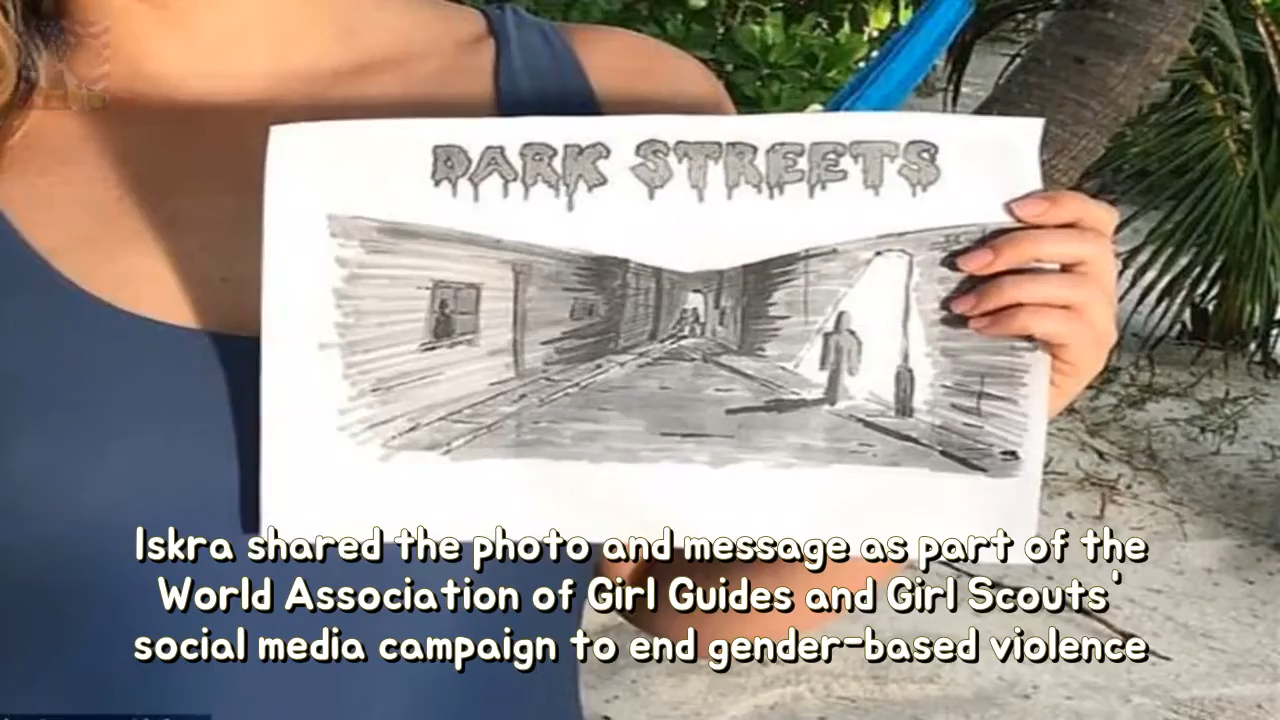 DARK STREETS
Iskra shared the photo and message as part of the
World Association of Girl Guides and Girl Scouts'
social media campaign to end gender-based violence